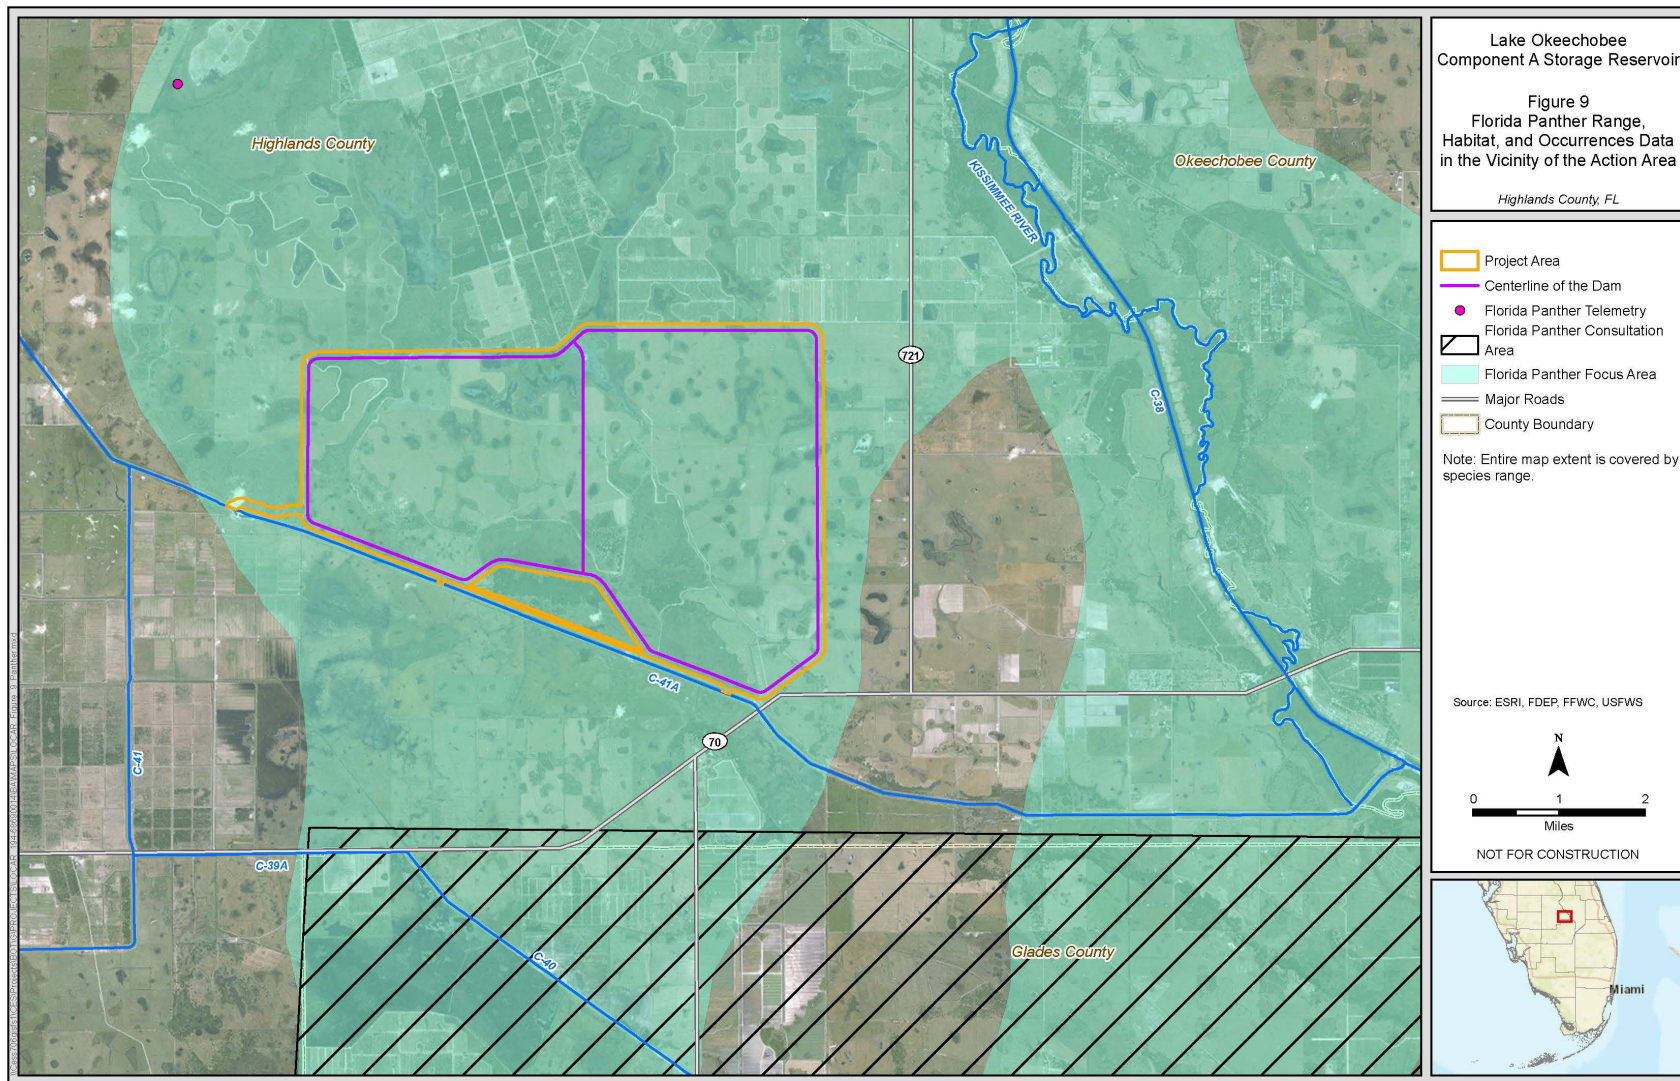 Lake Okeechobee
Component A Storage Reservoir
Figure 9
Florida Panther Range,
Habitat, and Occurrences Data
in the Vicinity of the Action Area
Highlands County, FL
Project Area
Centerline of the Dam
Florida Panther Telemetry
Florida Panther Consultation
Area
Florida Panther Focus Area
Major Roads
County Boundary
Note: Entire map extent is covered by
species range.
Source: ESRI, FDEP, FFWC, USFWS
N
0 1 2
Miles
NOT FOR CONSTRUCTION
Miami
Highlands County
Okeechobee County
KISSIMMEE RIVER
721
C-38
C-41A
70
C-41
C-39A
C-40
Glades County